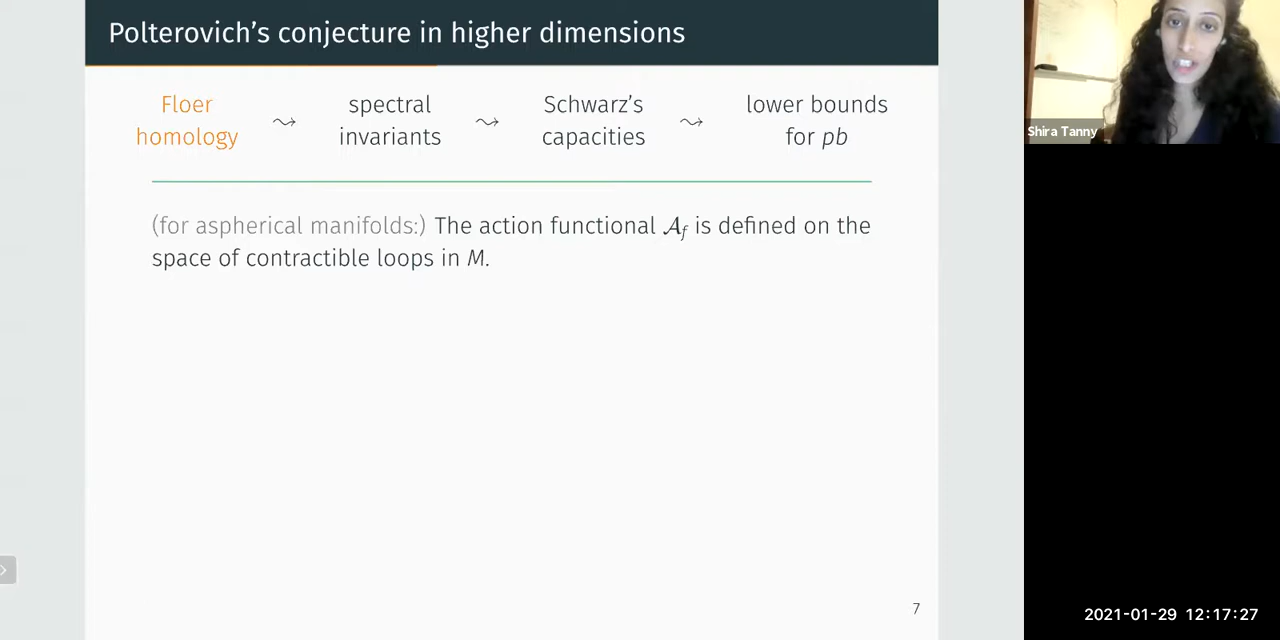 Polterovich's conjecture in higher dimensions
Floer homology ⇝ spectral invariants ⇝ Schwarz's capacities ⇝ lower bounds for pb
(for aspherical manifolds:) The action functional 𝒜_f is defined on the
space of contractible loops in M.
7
Shira Tanny
2021-01-29 12:17:27